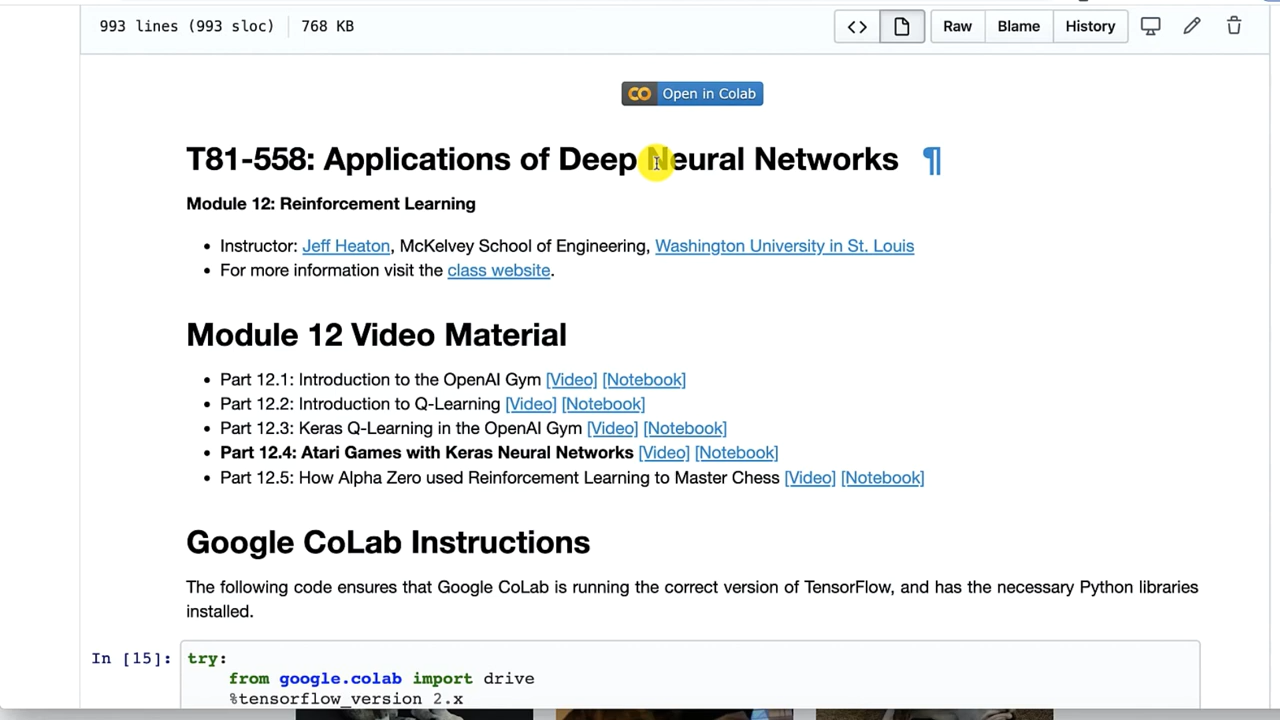 993 lines (993 sloc) 768 KB
Raw Blame History
CO Open in Colab
T81-558: Applications of Deep Neural Networks ¶
Module 12: Reinforcement Learning
• Instructor: Jeff Heaton, McKelvey School of Engineering, Washington University in St. Louis
• For more information visit the class website.
Module 12 Video Material
• Part 12.1: Introduction to the OpenAI Gym [Video] [Notebook]
• Part 12.2: Introduction to Q-Learning [Video] [Notebook]
• Part 12.3: Keras Q-Learning in the OpenAI Gym [Video] [Notebook]
• Part 12.4: Atari Games with Keras Neural Networks [Video] [Notebook]
• Part 12.5: How Alpha Zero used Reinforcement Learning to Master Chess [Video] [Notebook]
Google CoLab Instructions
The following code ensures that Google CoLab is running the correct version of TensorFlow, and has the necessary Python libraries
installed.
In [15]: try:
from google.colab import drive
%tensorflow_version 2.x